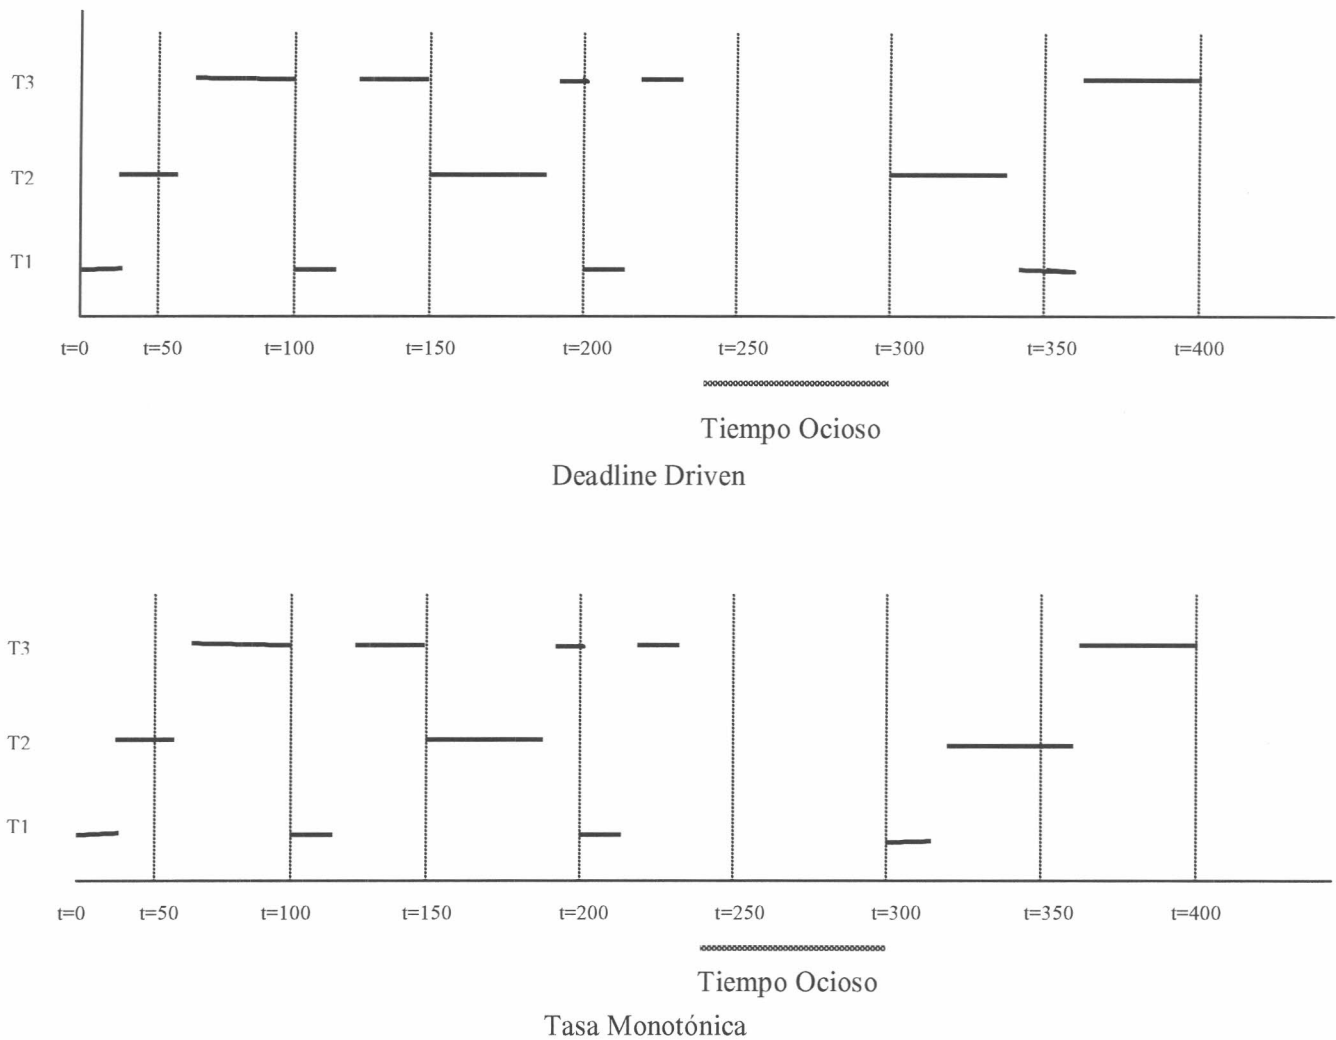 T3
T2
T1
t=0 t=50 t=100 t=150 t=200 t=250 t=300 t=350 t=400
Tiempo Ocioso
Deadline Driven
T3
T2
T1
t=0 t=50 t=100 t=150 t=200 t=250 t=300 t=350 t=400
Tiempo Ocioso
Tasa Monotónica